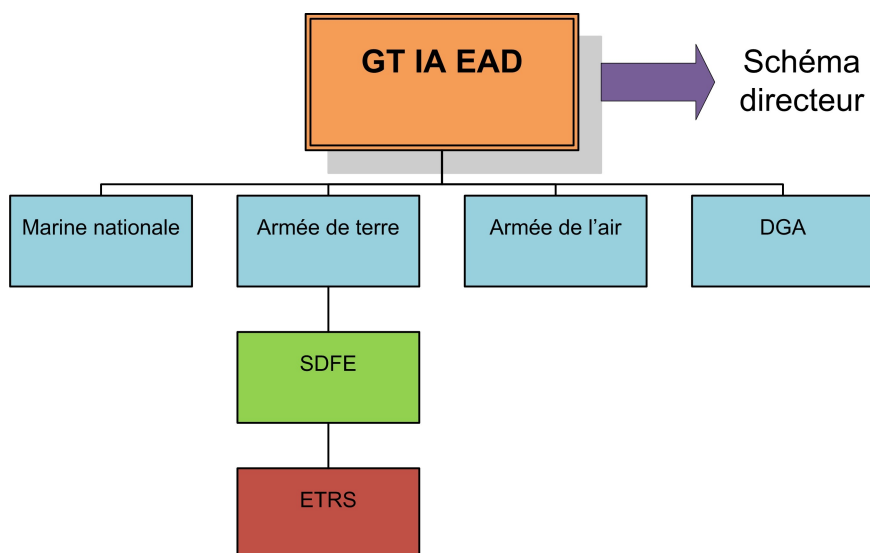 GT IA EAD
Schéma
directeur
Marine nationale
Armée de terre
Armée de l’air
DGA
SDFE
ETRS